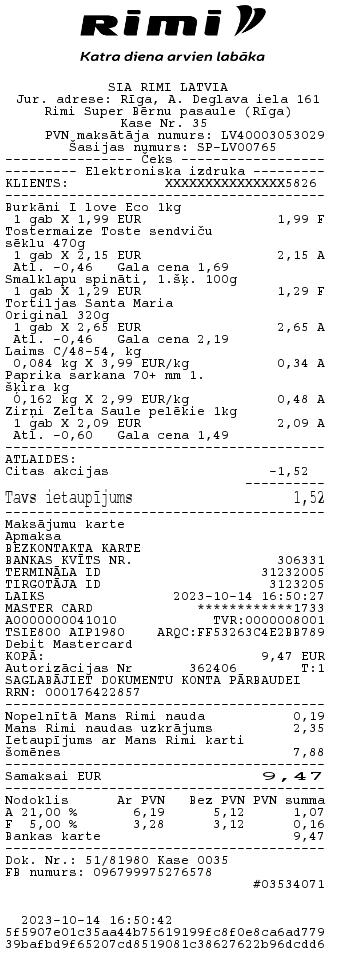 Rimi
Katra diena arvien labāka
SIA RIMI LATVIA
Jur. adrese: Rīga, A. Deglava iela 161
Rimi Super Bērnu pasaule (Rīga)
Kase Nr. 35
PVN maksātāja numurs: LV40003053029
Šasijas numurs: SP-LV00765
---------------- Čeks ------------------
---------- Elektroniska izdruka ---------
KLIENTS: XXXXXXXXXXXXXXX5826
Burkāni I love Eco 1kg
1 gab X 1,99 EUR 1,99 F
Tostermaize Toste sendviču
sēklu 470g
1 gab X 2,15 EUR 2,15 A
Atl. -0,46 Gala cena 1,69
Smalklapu spināti, 1.šķ. 100g
1 gab X 1,29 EUR 1,29 F
Tortiljas Santa Maria
Original 320g
1 gab X 2,65 EUR 2,65 A
Atl. -0,46 Gala cena 2,19
Laims C/48-54, kg
0,084 kg X 3,99 EUR/kg 0,34 A
Paprika sarkana 70+ mm 1.
šķira kg
0,162 kg X 2,99 EUR/kg 0,48 A
Zirņi Zelta Saule pelēkie 1kg
1 gab X 2,09 EUR 2,09 A
Atl. -0,60 Gala cena 1,49
ATLAIDES:
Citas akcijas -1,52
Tavs ietaupījums 1,52
Maksājumu karte
Apmaksa
BEZKONTAKTA KARTE
BANKAS KVĪTS NR. 306331
TERMINĀLA ID 31232005
TIRGOTĀJA ID 3123205
LAIKS 2023-10-14 16:50:27
MASTER CARD ************1733
A0000000041010 TVR:0000008001
TSIE800 AIP1980 ARQC:FF53263C4E2BB789
Debit Mastercard
KOPĀ: 9,47 EUR
Autorizācijas Nr 362406 T:1
SAGLABĀJIET DOKUMENTU KONTA PĀRBAUDEI
RRN: 000176422857
Nopelnītā Mans Rimi nauda 0,19
Mans Rimi naudas uzkrājums 2,35
Ietaupījums ar Mans Rimi karti
šomēnes 7,88
Samaksai EUR 9,47
Nodoklis Ar PVN Bez PVN PVN summa
A 21,00 % 6,19 5,12 1,07
F 5,00 % 3,28 3,12 0,16
Bankas karte 9,47
Dok. Nr.: 51/81980 Kase 0035
FB numurs: 096799975276578
#03534071
2023-10-14 16:50:42
5f5907e01c35aa44b75619199fc8f0e8ca6ad779
39bafbd9f65207cd8519081c38627622b96dcdd6